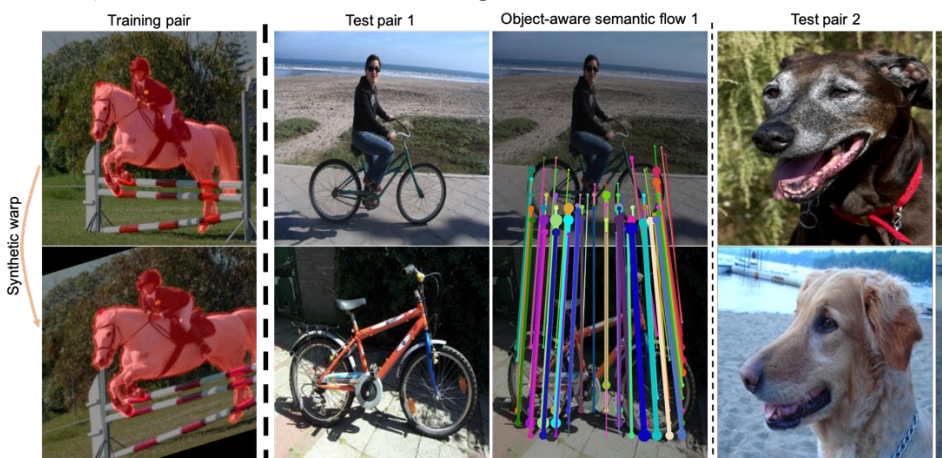 Training pair
Test pair 1
Object-aware semantic flow 1
Test pair 2
Synthetic warp